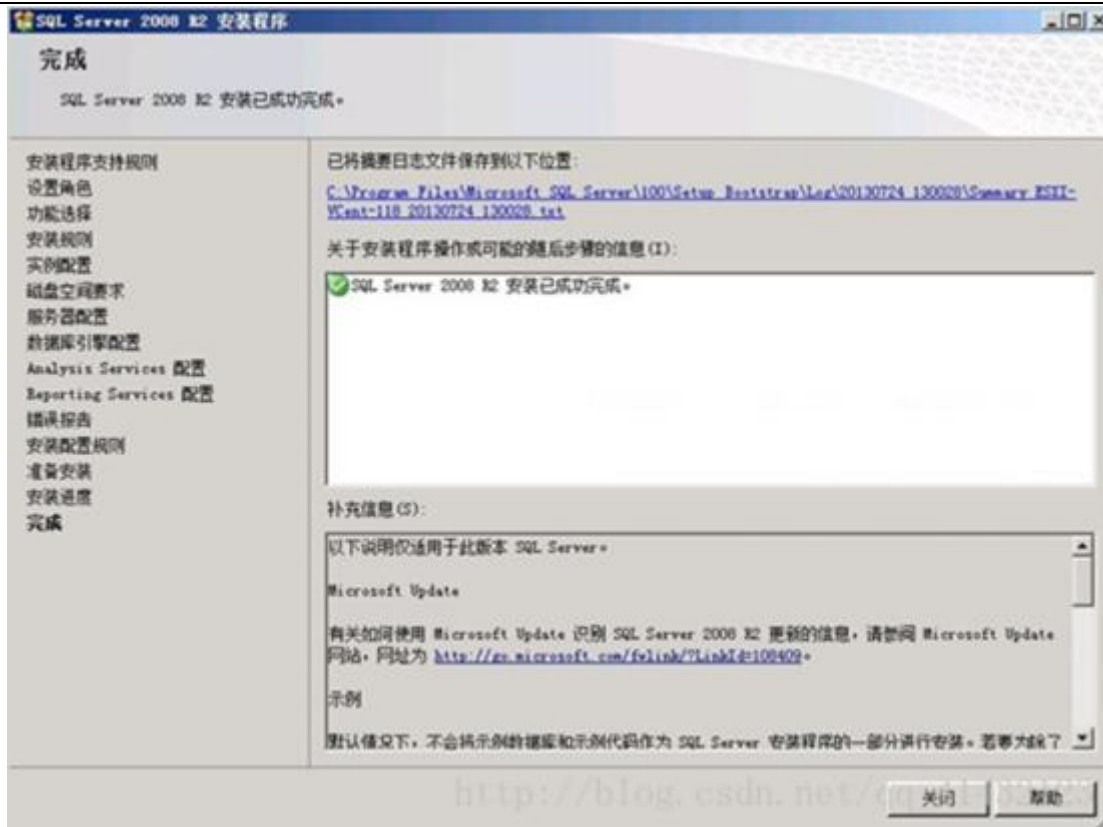 SQL Server 2008 R2 安装程序
完成
SQL Server 2008 R2 安装已成功完成。
安装程序支持规则
设置角色
功能选择
安装规则
实例配置
磁盘空间要求
服务器配置
数据库引擎配置
Analysis Services 配置
Reporting Services 配置
错误报告
安装配置规则
准备安装
安装进度
完成
已将摘要日志文件保存到以下位置:
C:\Program Files\Microsoft SQL Server\100\Setup Bootstrap\Log\20130724_130028\Summary_ESXI-
VCent-118_20130724_130028.txt
关于安装程序操作或可能的随后步骤的信息(I):
SQL Server 2008 R2 安装已成功完成。
补充信息(S):
以下说明仅适用于此版本 SQL Server。
Microsoft Update
有关如何使用 Microsoft Update 识别 SQL Server 2008 R2 更新的信息，请参阅 Microsoft Update
网站，网址为 http://go.microsoft.com/fwlink/?LinkId=108409。
示例
默认情况下，不会将示例数据库和示例代码作为 SQL Server 安装程序的一部分进行安装。若要为除了
http://blog.csdn.net/
关闭
帮助